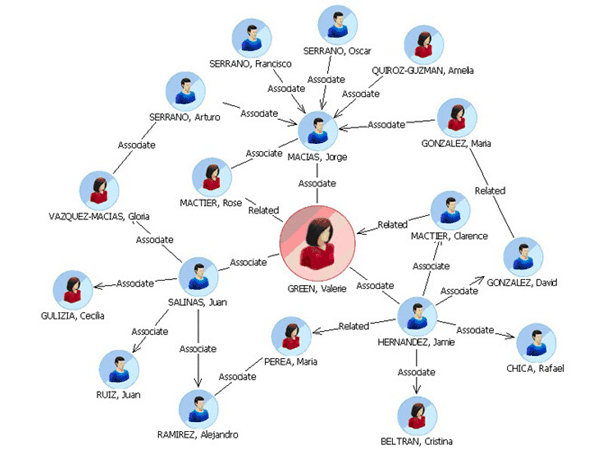 SERRANO, Oscar
SERRANO, Francisco
QUIROZ-GUZMAN, Amelia
Associate
Associate
Associate
SERRANO, Arturo
Associate
Associate
GONZALEZ, Maria
Associate
Associate
MACIAS, Jorge
Associate
Related
MACTIER, Rose
Related
VAZQUEZ-MACIAS, Gloria
Related
MACTIER, Clarence
Associate
Associate
Associate
GREEN, Valerie
Associate
GONZALEZ, David
Associate
Associate
Associate
SALINAS, Juan
GULIZIA, Cecilia
Associate
Related
Associate
HERNANDEZ, Jamie
Associate
PEREA, Maria
CHICA, Rafael
Associate
Associate
RUIZ, Juan
RAMIREZ, Alejandro
BELTRAN, Cristina